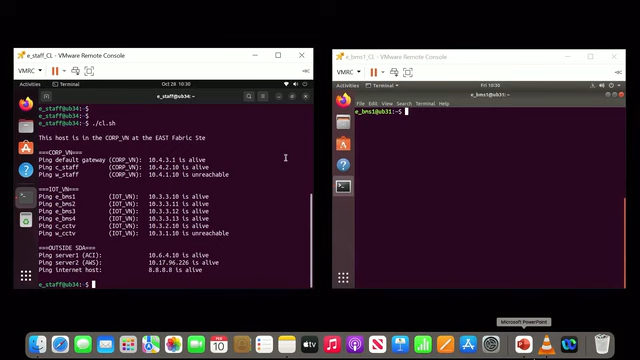 e_staff_CL - VMware Remote Console
VMRC
Activities
Terminal
Oct 28 10:30
e_staff@ub34: ~
e_staff@ub34:~$
e_staff@ub34:~$
e_staff@ub34:~$ ./cl.sh
This host is in the CORP_VN at the EAST Fabric Ste
===CORP_VN===
Ping default gateway (CORP_VN): 10.4.3.1 is alive
Ping c_staff (CORP_VN): 10.4.2.10 is alive
Ping w_staff (CORP_VN): 10.4.1.10 is unreachable
===IOT_VN===
Ping e_bms1 (IOT_VN): 10.3.3.10 is alive
Ping e_bms2 (IOT_VN): 10.3.3.11 is alive
Ping e_bms3 (IOT_VN): 10.3.3.12 is alive
Ping e_bms4 (IOT_VN): 10.3.3.13 is alive
Ping c_cctv (IOT_VN): 10.3.2.10 is alive
Ping w_cctv (IOT_VN): 10.3.1.10 is unreachable
===OUTSIDE SDA===
Ping server1 (ACI): 10.6.4.10 is alive
Ping server2 (AWS): 10.17.96.226 is alive
Ping internet host: 8.8.8.8 is alive
e_staff@ub34:~$
e_bms1_CL - VMware Remote Console
VMRC
Activities
Terminal
Fri 10:30
e_bms1@ub31: ~
File Edit View Search Terminal Help
e_bms1@ub31:~$
Microsoft PowerPoint
FEB
10
tv